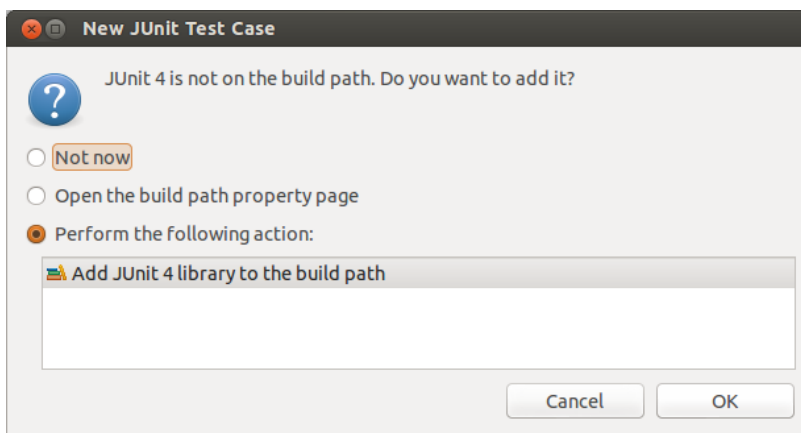 New JUnit Test Case
JUnit 4 is not on the build path. Do you want to add it?
Not now
Open the build path property page
Perform the following action:
Add JUnit 4 library to the build path
Cancel
OK